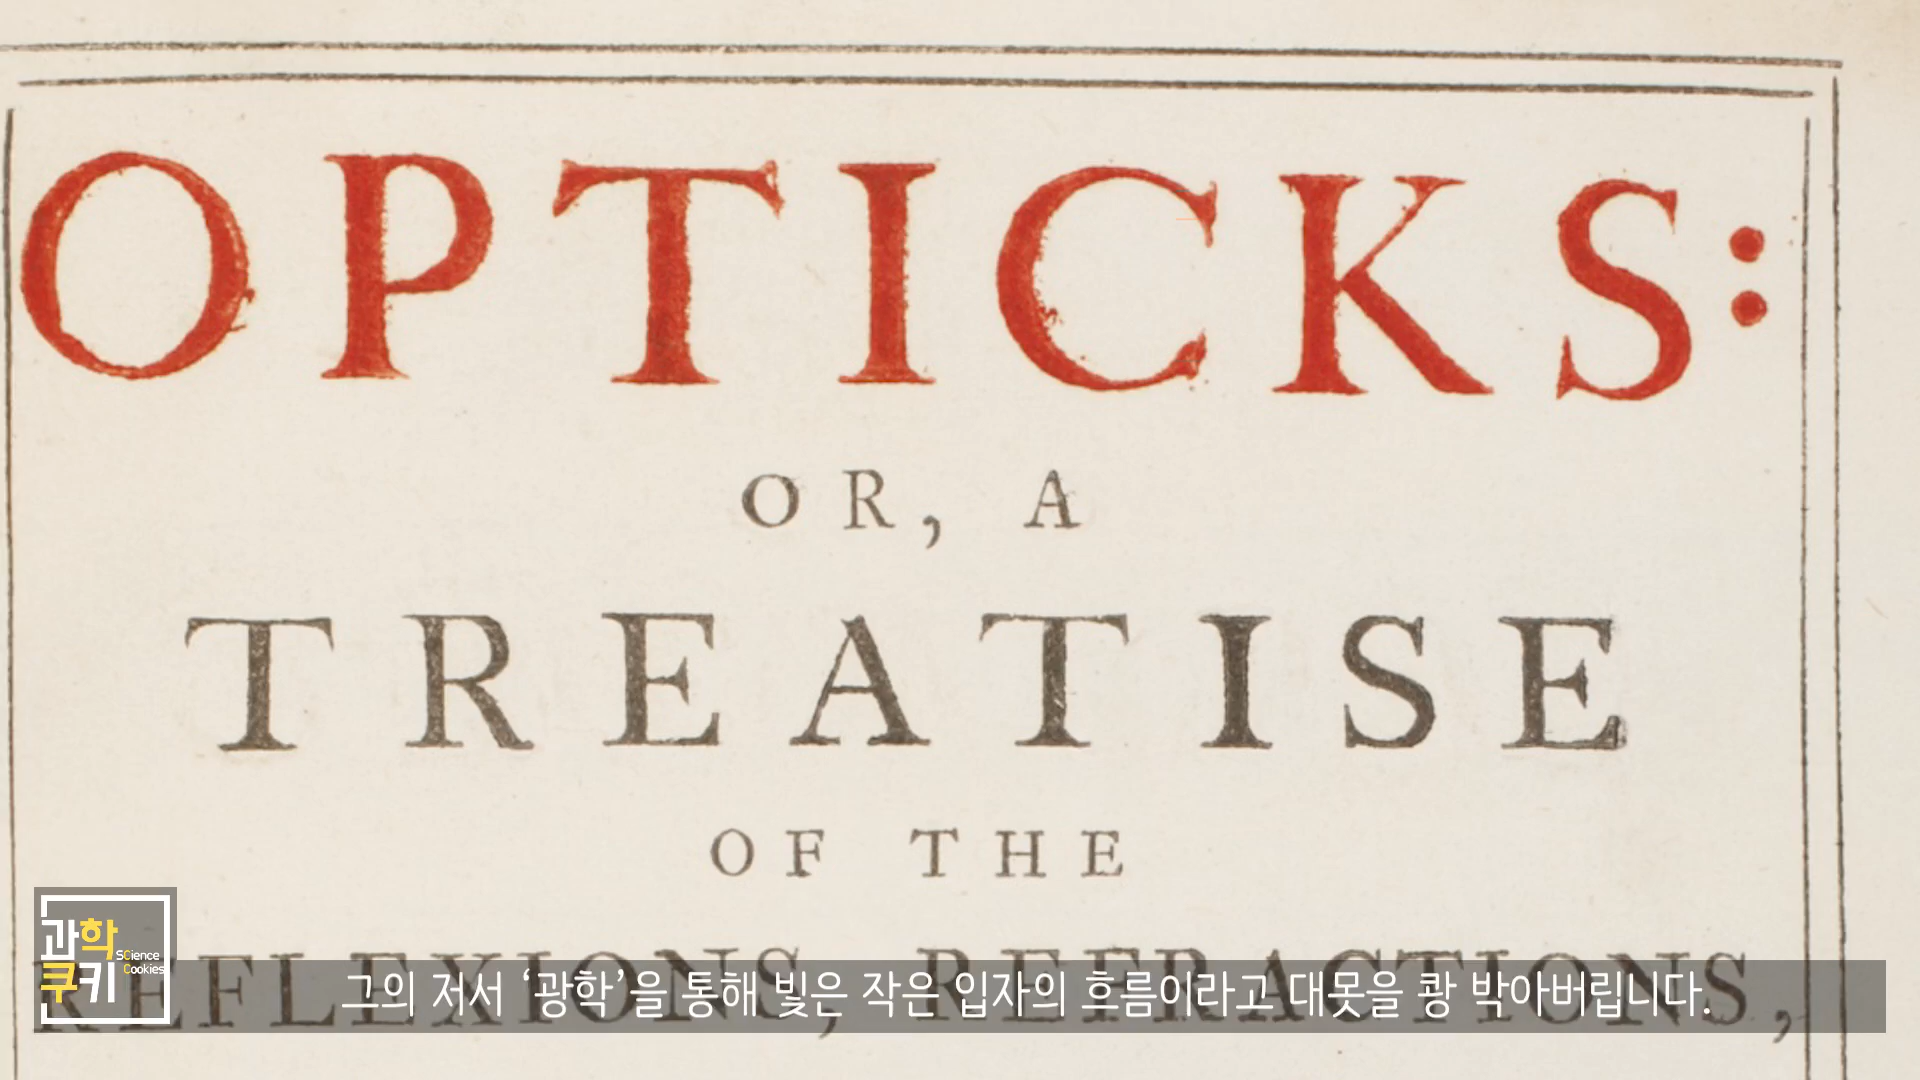 OPTICKS:
OR, A
TREATISE
OF THE
REFLEXIONS, REFRACTIONS,
과학
쿠키
SCience
Cookies
그의 저서 ‘광학’을 통해 빛은 작은 입자의 흐름이라고 대못을 쾅 박아버립니다.